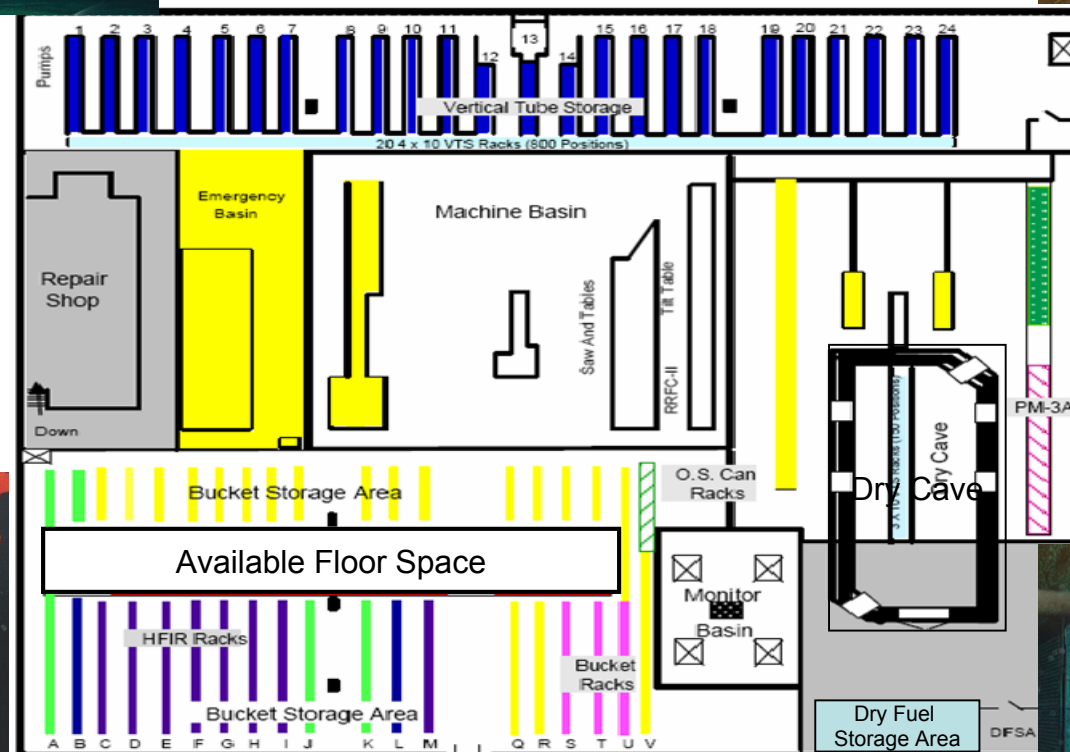 1 2 3 4 5 6 7 8 9 10 11 12 13 14 15 16 17 18 19 20 21 22 23 24
Pumps
Vertical Tube Storage
20 4 x 10 VTS Racks (800 Positions)
Emergency
Basin
Machine Basin
Repair
Shop
Down
Saw And Tables
Tilt Table
RRFC-II
PM-3A
Dry Cave
Dry Cave
Bucket Storage Area
O.S. Can
Racks
Available Floor Space
Monitor
Basin
HFIR Racks
Bucket
Racks
Bucket Storage Area
A B C D E F G H I J K L M Q R S T U V
Dry Fuel
Storage Area
DFSA